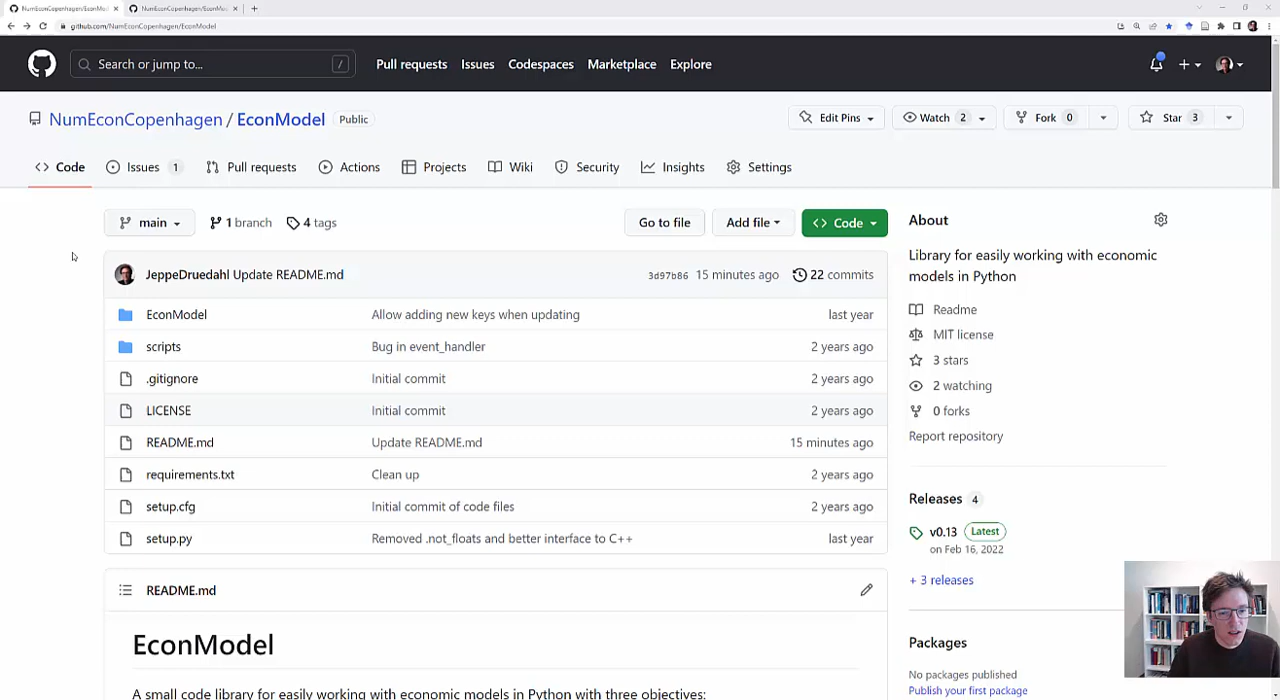 NumEconCopenhagen/EconMod
NumEconCopenhagen/EconMo
github.com/NumEconCopenhagen/EconModel
Search or jump to... /
Pull requests Issues Codespaces Marketplace Explore
NumEconCopenhagen / EconModel Public
Edit Pins Watch 2 Fork 0 Star 3
Code Issues 1 Pull requests Actions Projects Wiki Security Insights Settings
main 1 branch 4 tags Go to file Add file Code
JeppeDruedahl Update README.md 3d97b86 15 minutes ago 22 commits
EconModel Allow adding new keys when updating last year
scripts Bug in event_handler 2 years ago
.gitignore Initial commit 2 years ago
LICENSE Initial commit 2 years ago
README.md Update README.md 15 minutes ago
requirements.txt Clean up 2 years ago
setup.cfg Initial commit of code files 2 years ago
setup.py Removed .not_floats and better interface to C++ last year
README.md
EconModel
A small code library for easily working with economic models in Python with three objectives:
About
Library for easily working with economic
models in Python
Readme
MIT license
3 stars
2 watching
0 forks
Report repository
Releases 4
v0.13 Latest
on Feb 16, 2022
+ 3 releases
Packages
No packages published
Publish your first package